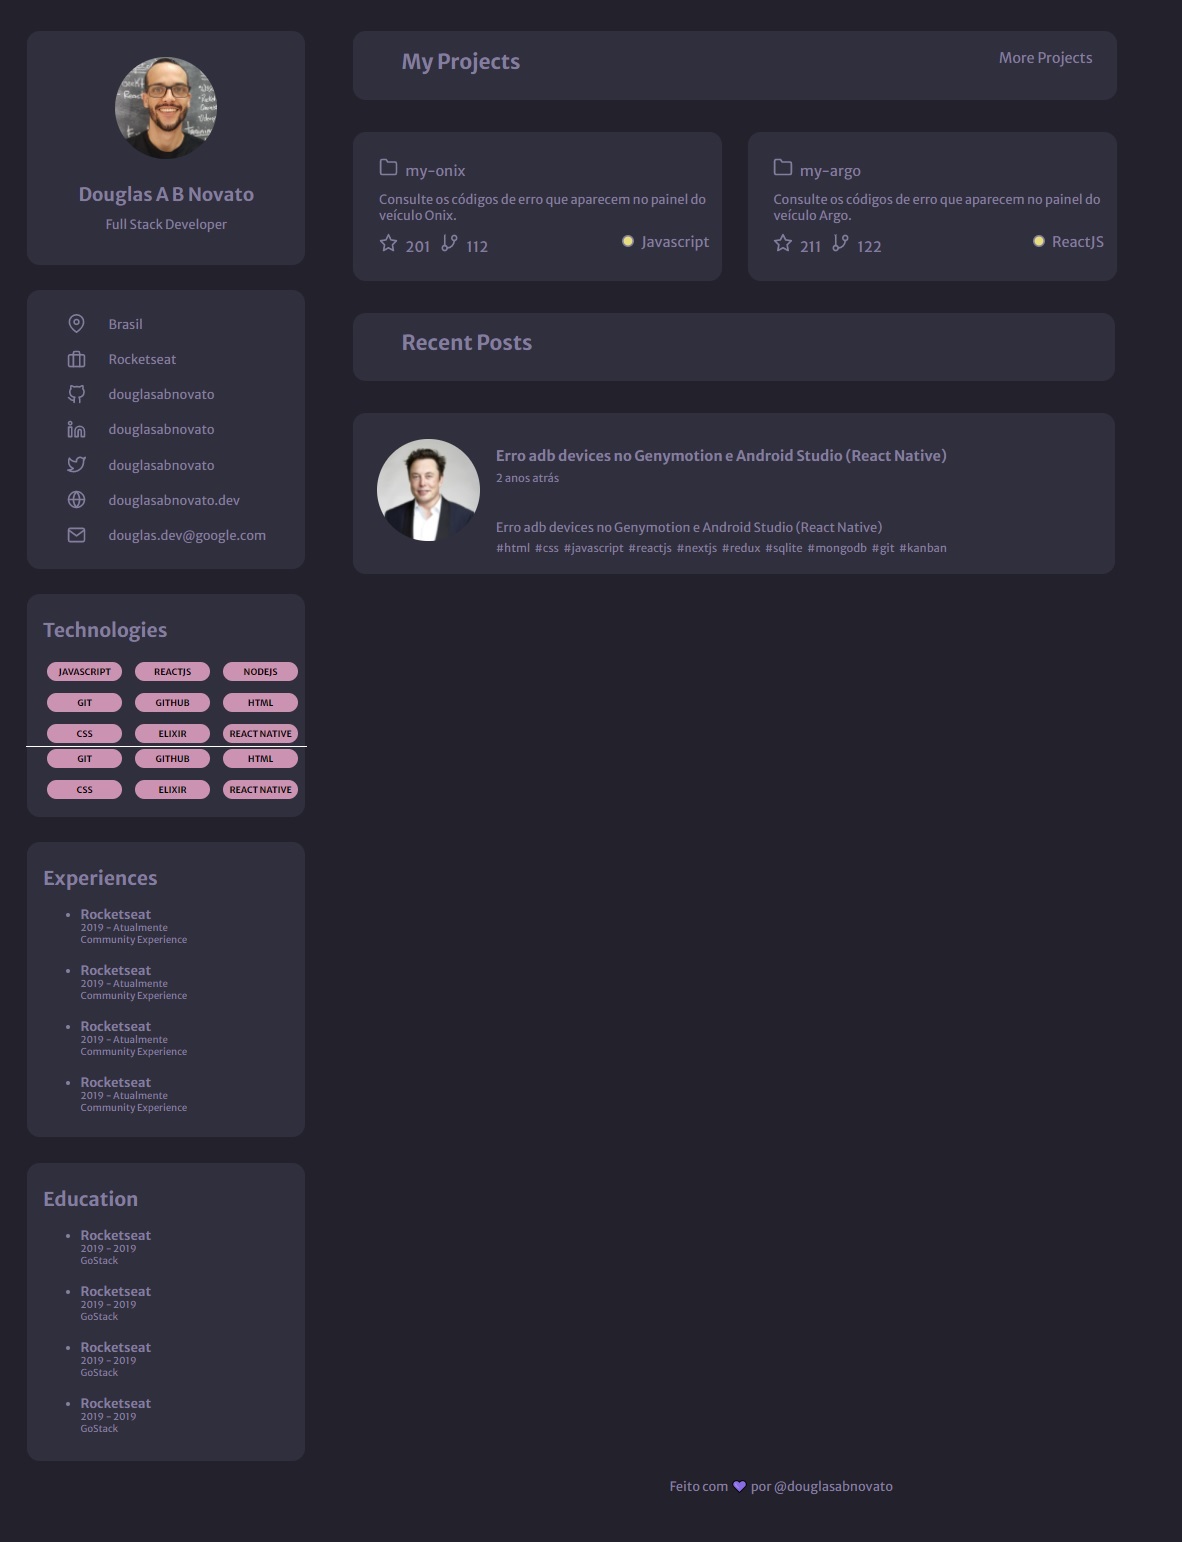 Douglas A B Novato
Full Stack Developer
Brasil
Rocketseat
douglasabnovato
douglasabnovato
douglasabnovato
douglasabnovato.dev
douglas.dev@google.com
Technologies
JAVASCRIPT REACTJS NODEJS
GIT GITHUB HTML
CSS ELIXIR REACT NATIVE
GIT GITHUB HTML
CSS ELIXIR REACT NATIVE
Experiences
Rocketseat
2019 - Atualmente
Community Experience
Rocketseat
2019 - Atualmente
Community Experience
Rocketseat
2019 - Atualmente
Community Experience
Rocketseat
2019 - Atualmente
Community Experience
Education
Rocketseat
2019 - 2019
GoStack
Rocketseat
2019 - 2019
GoStack
Rocketseat
2019 - 2019
GoStack
Rocketseat
2019 - 2019
GoStack
My Projects
More Projects
my-onix
Consulte os códigos de erro que aparecem no painel do
veículo Onix.
201 112 Javascript
my-argo
Consulte os códigos de erro que aparecem no painel do
veículo Argo.
211 122 ReactJS
Recent Posts
Erro adb devices no Genymotion e Android Studio (React Native)
2 anos atrás
Erro adb devices no Genymotion e Android Studio (React Native)
#html #css #javascript #reactjs #nextjs #redux #sqlite #mongodb #git #kanban
Feito com 💜 por @douglasabnovato